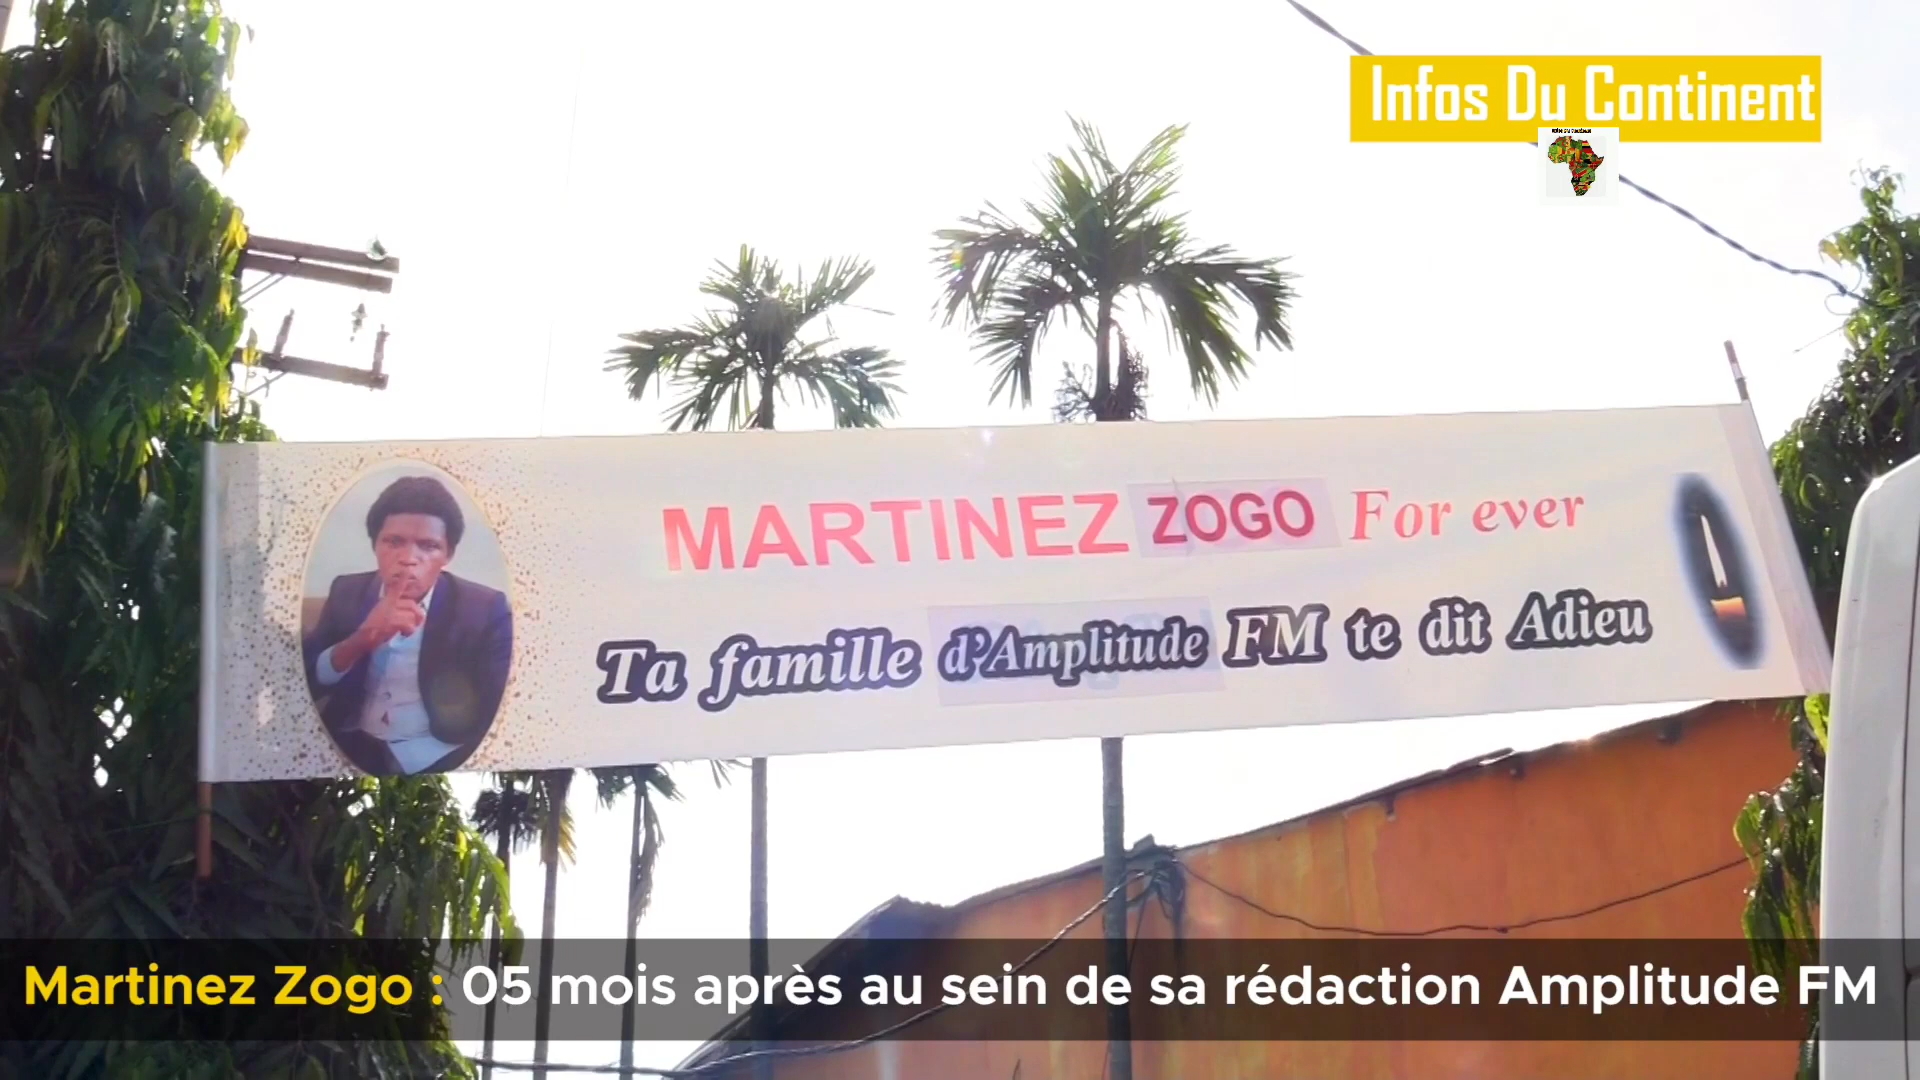 Infos Du Continent
MARTINEZ ZOGO For ever
Ta famille d'Amplitude FM te dit Adieu
Martinez Zogo : 05 mois après au sein de sa rédaction Amplitude FM